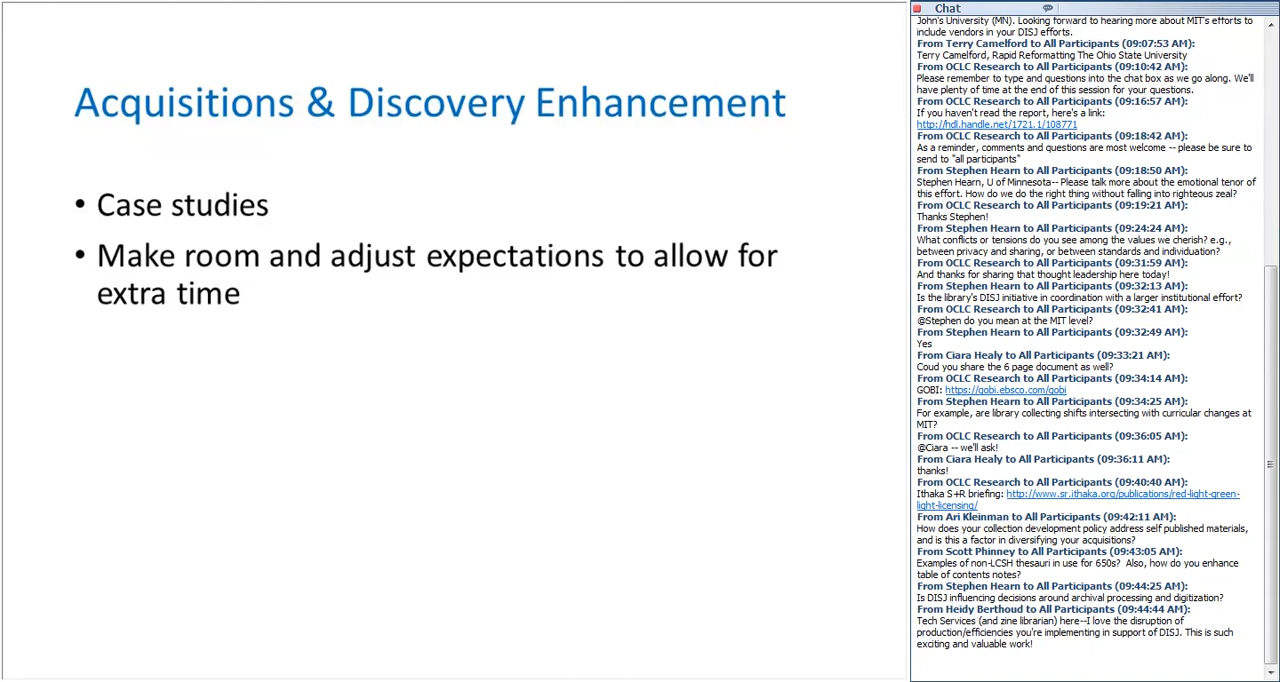 Acquisitions & Discovery Enhancement
• Case studies
• Make room and adjust expectations to allow for
extra time
Chat
John's University (MN). Looking forward to hearing more about MIT's efforts to
include vendors in your DISJ efforts.
From Terry Camelford to All Participants (09:07:53 AM):
Terry Camelford, Rapid Reformatting The Ohio State University
From OCLC Research to All Participants (09:10:42 AM):
Please remember to type and questions into the chat box as we go along. We'll
have plenty of time at the end of this session for your questions.
From OCLC Research to All Participants (09:16:57 AM):
If you haven't read the report, here's a link:
http://hdl.handle.net/1721.1/108771
From OCLC Research to All Participants (09:18:42 AM):
As a reminder, comments and questions are most welcome -- please be sure to
send to "all participants"
From Stephen Hearn to All Participants (09:18:50 AM):
Stephen Hearn, U of Minnesota-- Please talk more about the emotional tenor of
this effort. How do we do the right thing without falling into righteous zeal?
From OCLC Research to All Participants (09:19:21 AM):
Thanks Stephen!
From Stephen Hearn to All Participants (09:24:24 AM):
What conflicts or tensions do you see among the values we cherish? e.g.,
between privacy and sharing, or between standards and individuation?
From OCLC Research to All Participants (09:31:59 AM):
And thanks for sharing that thought leadership here today!
From Stephen Hearn to All Participants (09:32:13 AM):
Is the library's DISJ initiative in coordination with a larger institutional effort?
From OCLC Research to All Participants (09:32:41 AM):
@Stephen do you mean at the MIT level?
From Stephen Hearn to All Participants (09:32:49 AM):
Yes
From Ciara Healy to All Participants (09:33:21 AM):
Coud you share the 6 page document as well?
From OCLC Research to All Participants (09:34:14 AM):
GOBI: https://gobi.ebsco.com/gobi
From Stephen Hearn to All Participants (09:34:25 AM):
For example, are library collecting shifts intersecting with curricular changes at
MIT?
From OCLC Research to All Participants (09:36:05 AM):
@Ciara -- we'll ask!
From Ciara Healy to All Participants (09:36:11 AM):
thanks!
From OCLC Research to All Participants (09:40:40 AM):
Ithaka S+R briefing: http://www.sr.ithaka.org/publications/red-light-green-
light-licensing/
From Ari Kleinman to All Participants (09:42:11 AM):
How does your collection development policy address self published materials,
and is this a factor in diversifying your acquisitions?
From Scott Phinney to All Participants (09:43:05 AM):
Examples of non-LCSH thesauri in use for 650s? Also, how do you enhance
table of contents notes?
From Stephen Hearn to All Participants (09:44:25 AM):
Is DISJ influencing decisions around archival processing and digitization?
From Heidy Berthoud to All Participants (09:44:44 AM):
Tech Services (and zine librarian) here--I love the disruption of
production/efficiencies you're implementing in support of DISJ. This is such
exciting and valuable work!